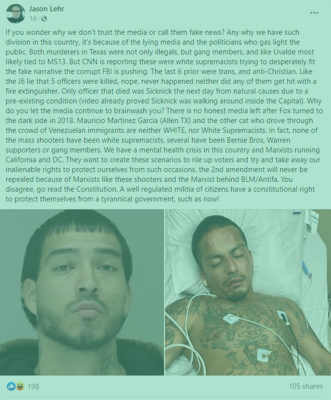 Jason Lehr
1d ·
If you wonder why we don't trust the media or call them fake news? Any why we have such
division in this country, it's because of the lying media and the politicians who gas light the
public. Both murderers in Texas were not only illegals, but gang members, and like Uvalde most
likely tied to MS13. But CNN is reporting these were white supremacists trying to desperately fit
the fake narrative the corrupt FBI is pushing. The last 6 prior were trans, and anti-Christian. Like
the J6 lie that 5 officers were killed, nope, never happened neither did any of them get hit with a
fire extinguisher. Only officer that died was Sicknick the next day from natural causes due to a
pre-existing condition (video already proved Sicknick was walking around inside the Capital). Why
do you let the media continue to brainwash you? There is no honest media left after Fox turned to
the dark side in 2018. Mauricio Martinez Garcia (Allen TX) and the other cat who drove through
the crowd of Venezuelan immigrants are neither WHITE, nor White Supremacists. In fact, none of
the mass shooters have been white supremacists, several have been Bernie Bros, Warren
supporters or gang members. We have a mental health crisis in this country and Marxists running
California and DC. They want to create these scenarios to rile up voters and try and take away our
inalienable rights to protect ourselves from such occasions. the 2nd amendment will never be
repealed because of Marxists like these shooters and the Marxist behind BLM/Antifa. You
disagree, go read the Constitution. A well regulated militia of citizens have a constitutional right
to protect themselves from a tyrannical government, such as now!
198
105 shares